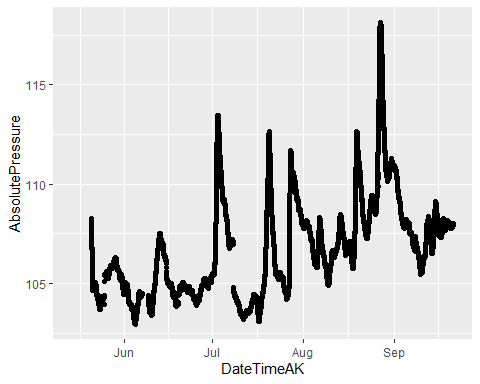 AbsolutePressure
115
110
105
Jun Jul Aug Sep
DateTimeAK